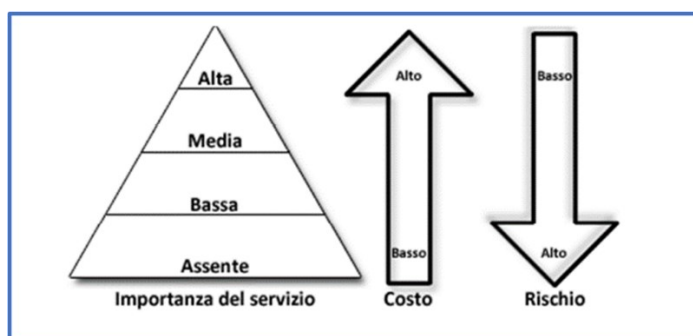 Alta
Media
Bassa
Assente
Importanza del servizio
Alto
Basso
Costo
Basso
Alto
Rischio